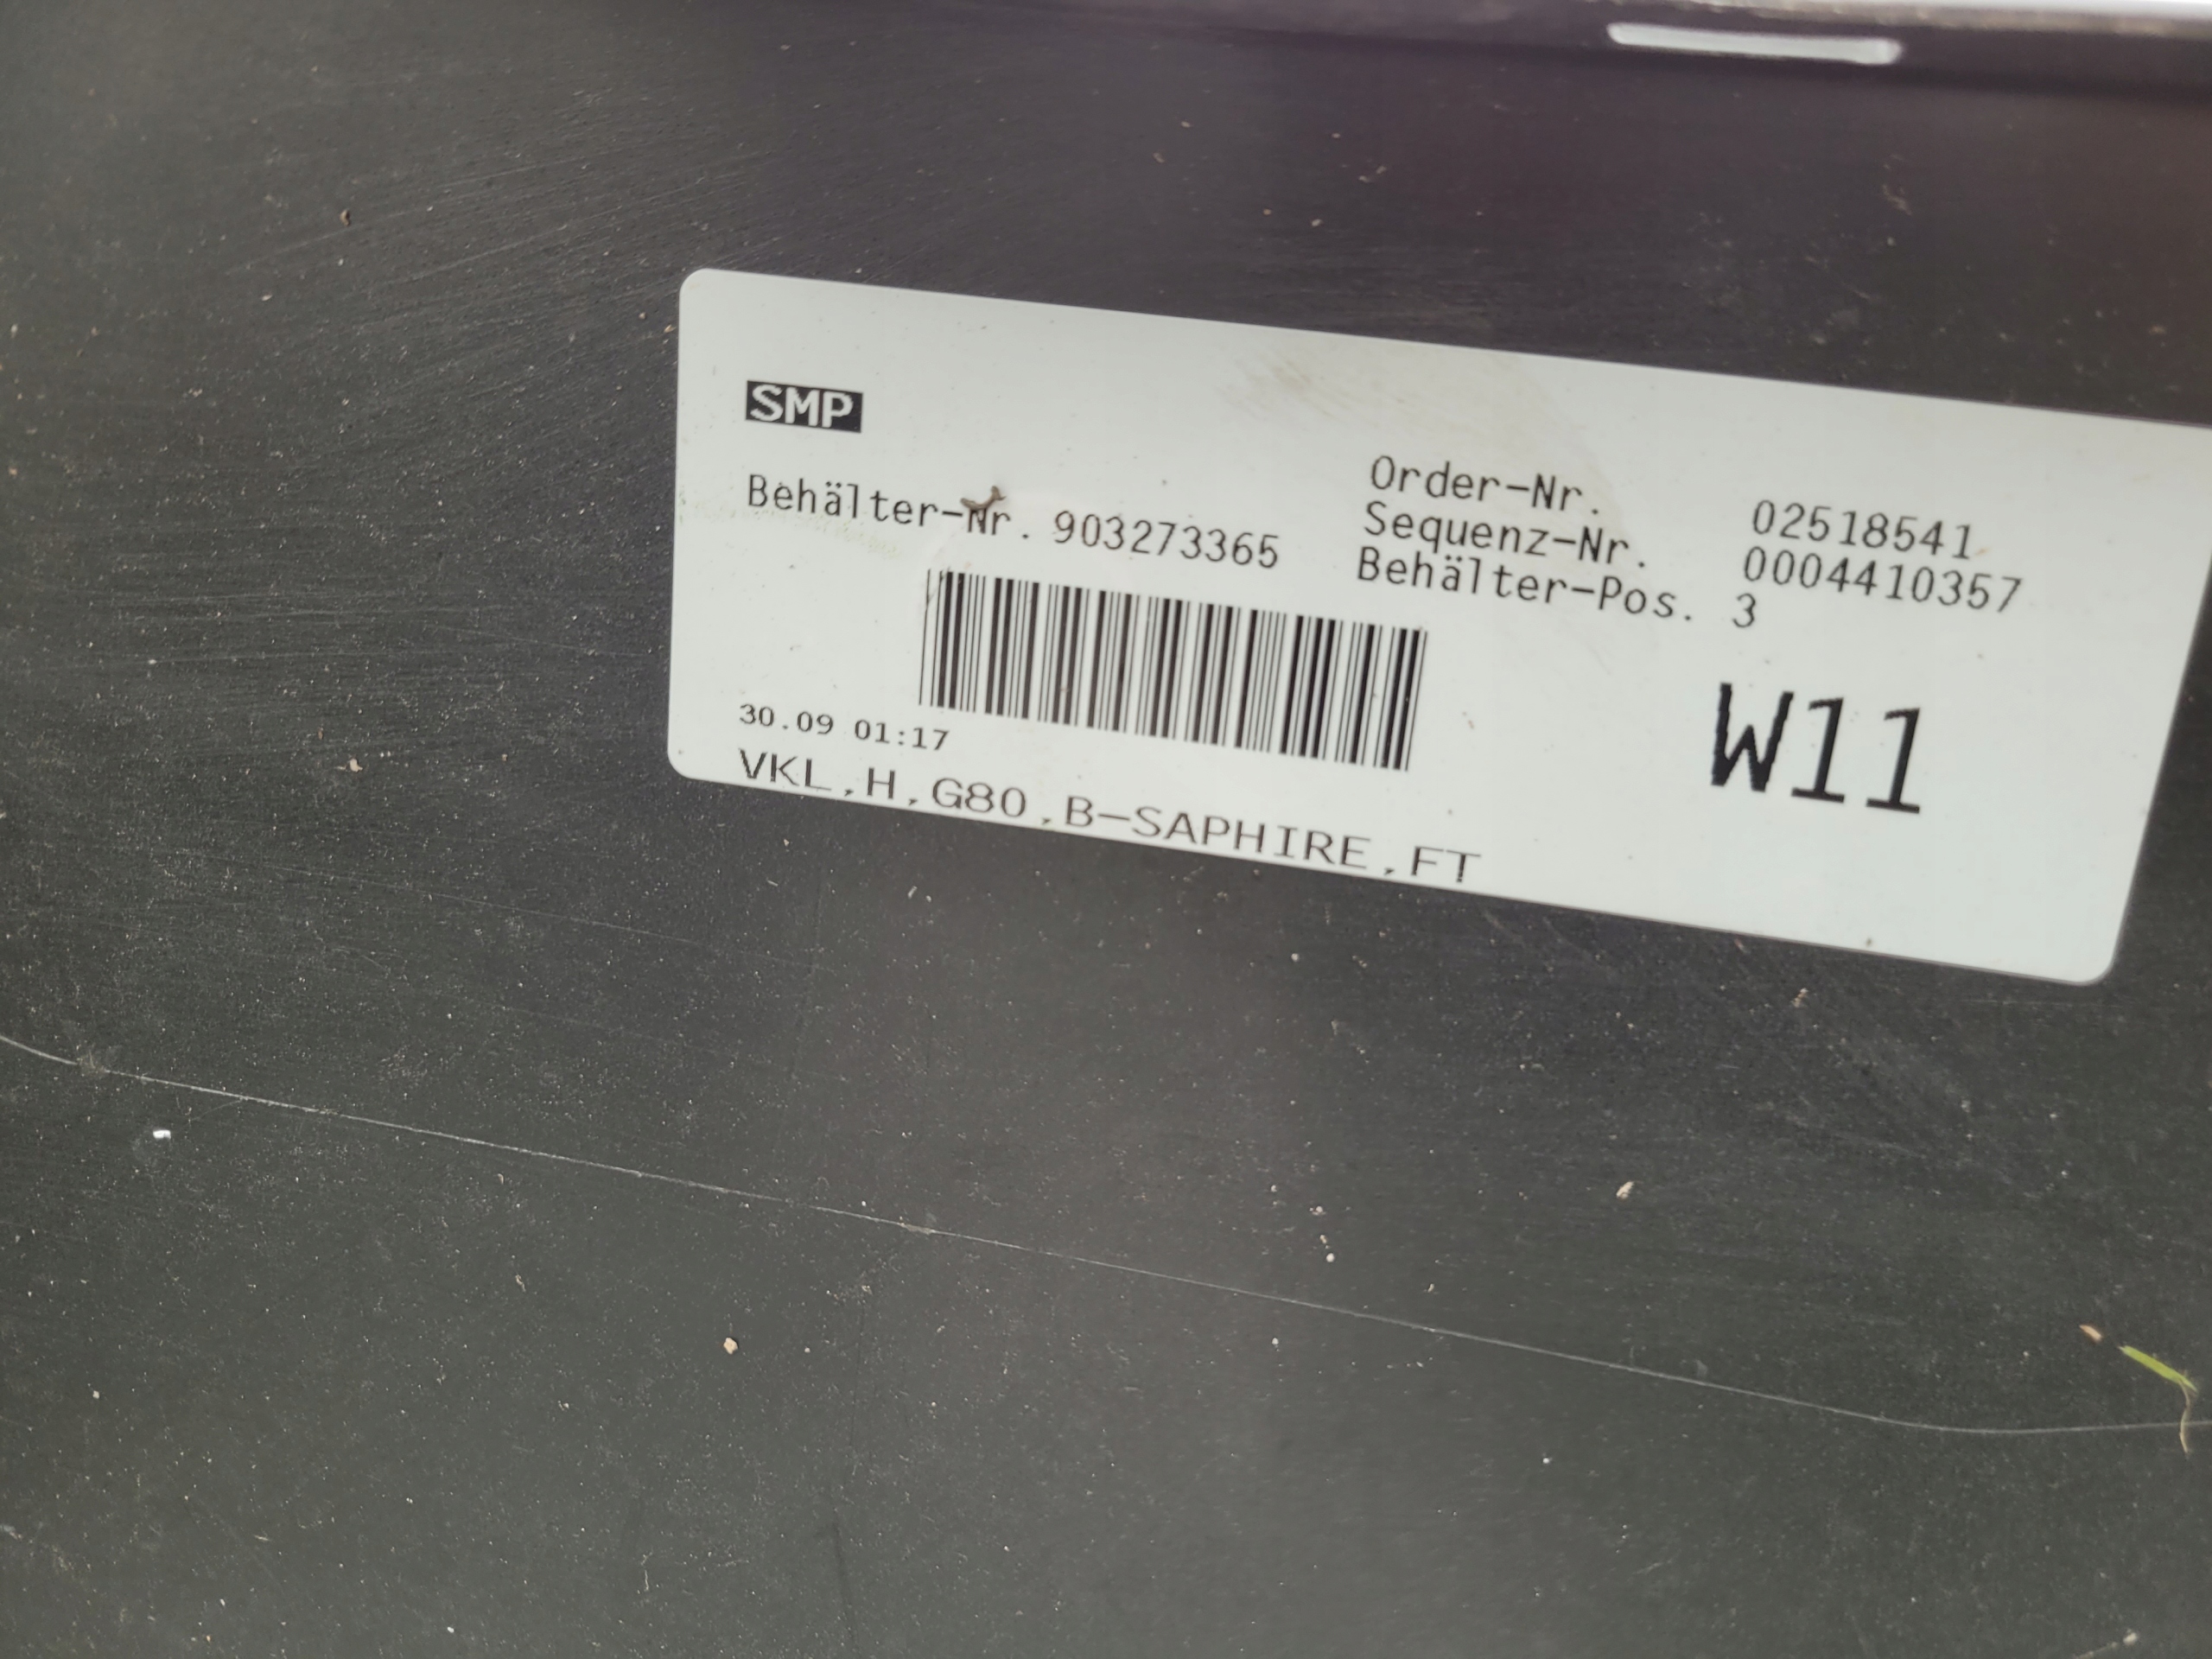 SMP
Behälter-Nr. 903273365
Order-Nr. 02518541
Sequenz-Nr. 0004410357
Behälter-Pos. 3
W11
30.09 01:17
VKL,H,G80,B-SAPHIRE,FT